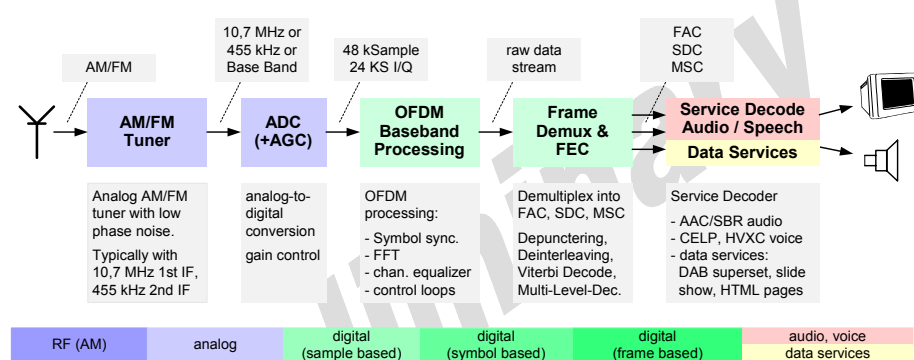 AM/FM
10,7 MHz or
455 kHz or
Base Band
48 kSample
24 KS I/Q
raw data
stream
FAC
SDC
MSC
AM/FM
Tuner
ADC
(+AGC)
OFDM
Baseband
Processing
Frame
Demux &
FEC
Service Decode
Audio / Speech
Data Services
Analog AM/FM
tuner with low
phase noise.
Typically with
10,7 MHz 1st IF,
455 kHz 2nd IF
analog-to-
digital
conversion
gain control
OFDM
processing:
- Symbol sync.
- FFT
- chan. equalizer
- control loops
Demultiplex into
FAC, SDC, MSC
Depunctering,
Deinterleaving,
Viterbi Decode,
Multi-Level-Dec.
Service Decoder
- AAC/SBR audio
- CELP, HVXC voice
- data services:
DAB superset, slide
show, HTML pages
RF (AM)
analog
digital
(sample based)
digital
(symbol based)
digital
(frame based)
audio, voice
data services